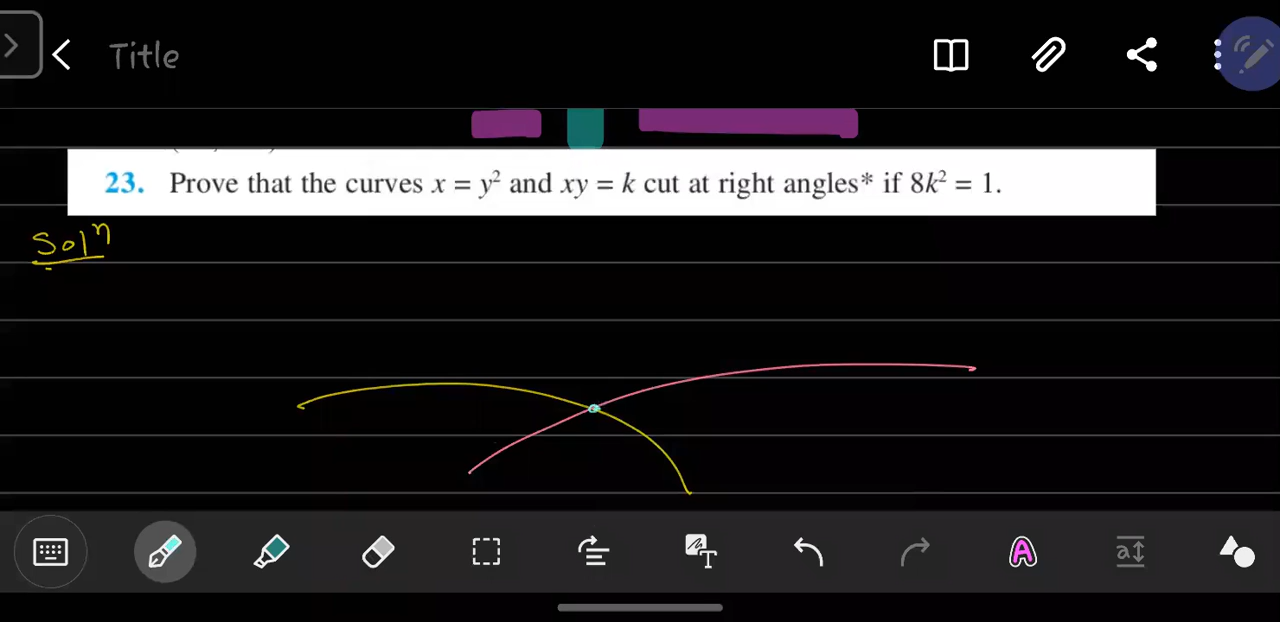 Title
23. Prove that the curves x = y² and xy = k cut at right angles* if 8k² = 1.
Solⁿ